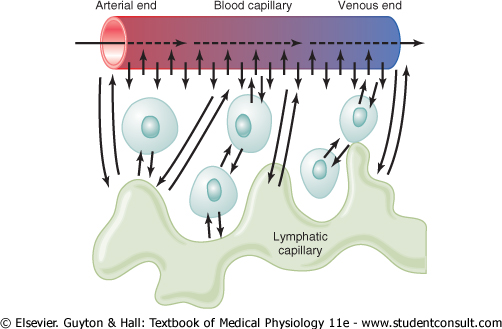 Arterial end
Blood capillary
Venous end
Lymphatic
capillary
© Elsevier. Guyton & Hall: Textbook of Medical Physiology 11e - www.studentconsult.com